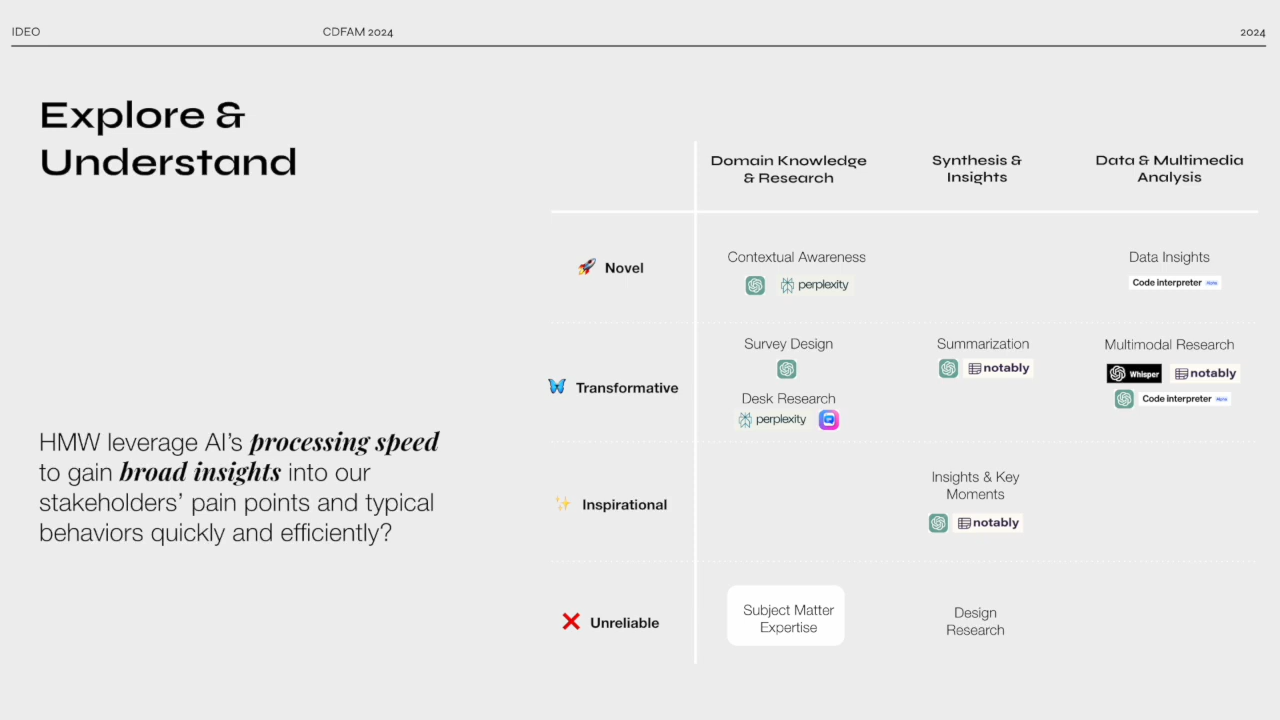 IDEO
CDFAM 2024
2024
Explore &
Understand
HMW leverage AI’s processing speed
to gain broad insights into our
stakeholders’ pain points and typical
behaviors quickly and efficiently?
Domain Knowledge
& Research
Synthesis &
Insights
Data & Multimedia
Analysis
Novel
Contextual Awareness
perplexity
Data Insights
Code interpreter
Transformative
Survey Design
Desk Research
perplexity
Summarization
notably
Multimodal Research
Whisper notably
Code interpreter
Inspirational
Insights & Key
Moments
notably
Unreliable
Subject Matter
Expertise
Design
Research